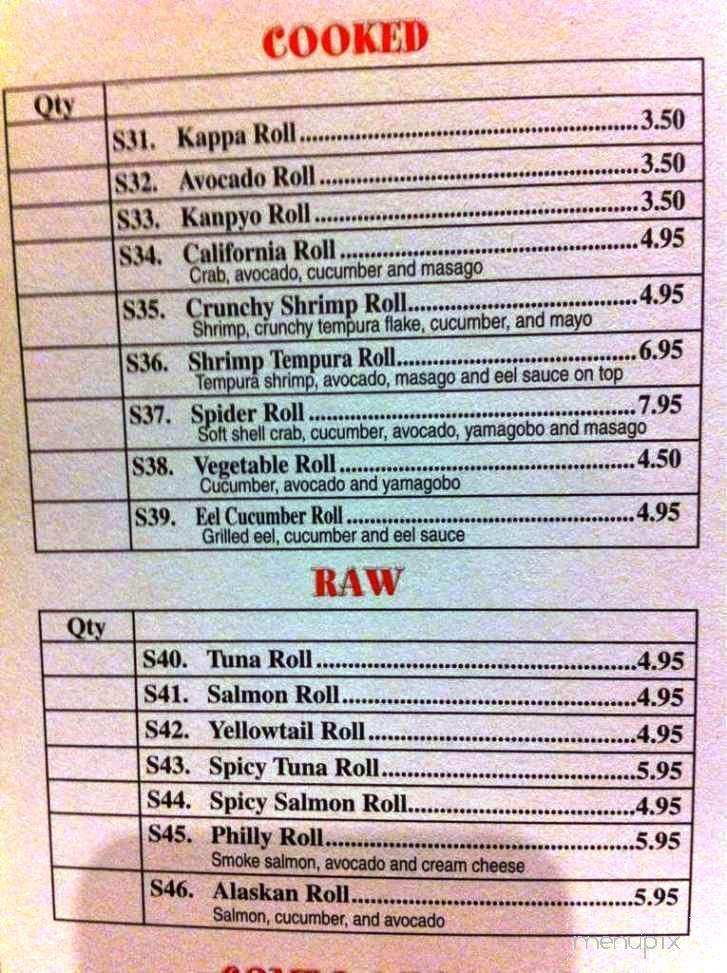 COOKED
Qty
S31. Kappa Roll 3.50
S32. Avocado Roll 3.50
S33. Kanpyo Roll 3.50
S34. California Roll 4.95
Crab, avocado, cucumber and masago
S35. Crunchy Shrimp Roll 4.95
Shrimp, crunchy tempura flake, cucumber, and mayo
S36. Shrimp Tempura Roll 6.95
Tempura shrimp, avocado, masago and eel sauce on top
S37. Spider Roll 7.95
Soft shell crab, cucumber, avocado, yamagobo and masago
S38. Vegetable Roll 4.50
Cucumber, avocado and yamagobo
S39. Eel Cucumber Roll 4.95
Grilled eel, cucumber and eel sauce
RAW
Qty
S40. Tuna Roll 4.95
S41. Salmon Roll 4.95
S42. Yellowtail Roll 4.95
S43. Spicy Tuna Roll 5.95
S44. Spicy Salmon Roll 4.95
S45. Philly Roll 5.95
Smoke salmon, avocado and cream cheese
S46. Alaskan Roll 5.95
Salmon, cucumber, and avocado
menupix